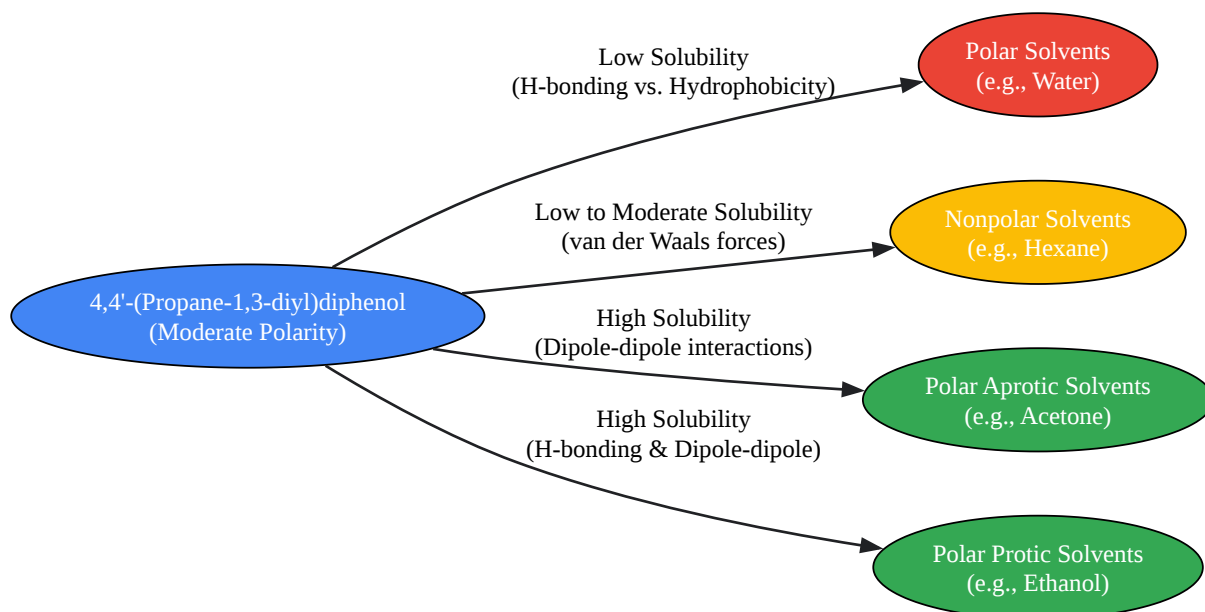 Low Solubility
(H-bonding vs. Hydrophobicity)
Polar Solvents
(e.g., Water)
Low to Moderate Solubility
(van der Waals forces)
Nonpolar Solvents
(e.g., Hexane)
4,4'-(Propane-1,3-diyl)diphenol
(Moderate Polarity)
High Solubility
(Dipole-dipole interactions)
Polar Aprotic Solvents
(e.g., Acetone)
High Solubility
(H-bonding & Dipole-dipole)
Polar Protic Solvents
(e.g., Ethanol)